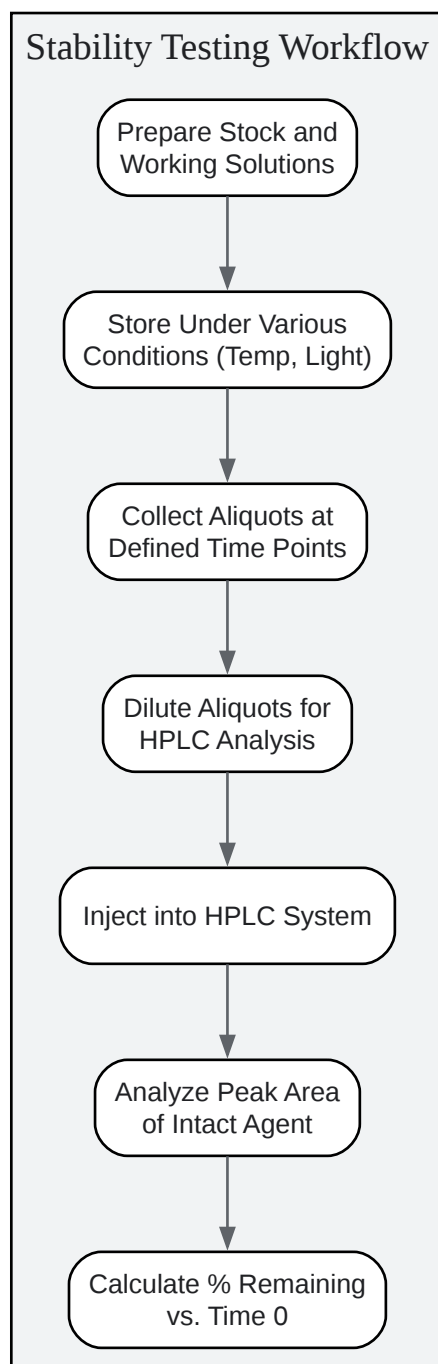 Stability Testing Workflow
Prepare Stock and
Working Solutions
Store Under Various
Conditions (Temp, Light)
Collect Aliquots at
Defined Time Points
Dilute Aliquots for
HPLC Analysis
Inject into HPLC System
Analyze Peak Area
of Intact Agent
Calculate % Remaining
vs. Time 0